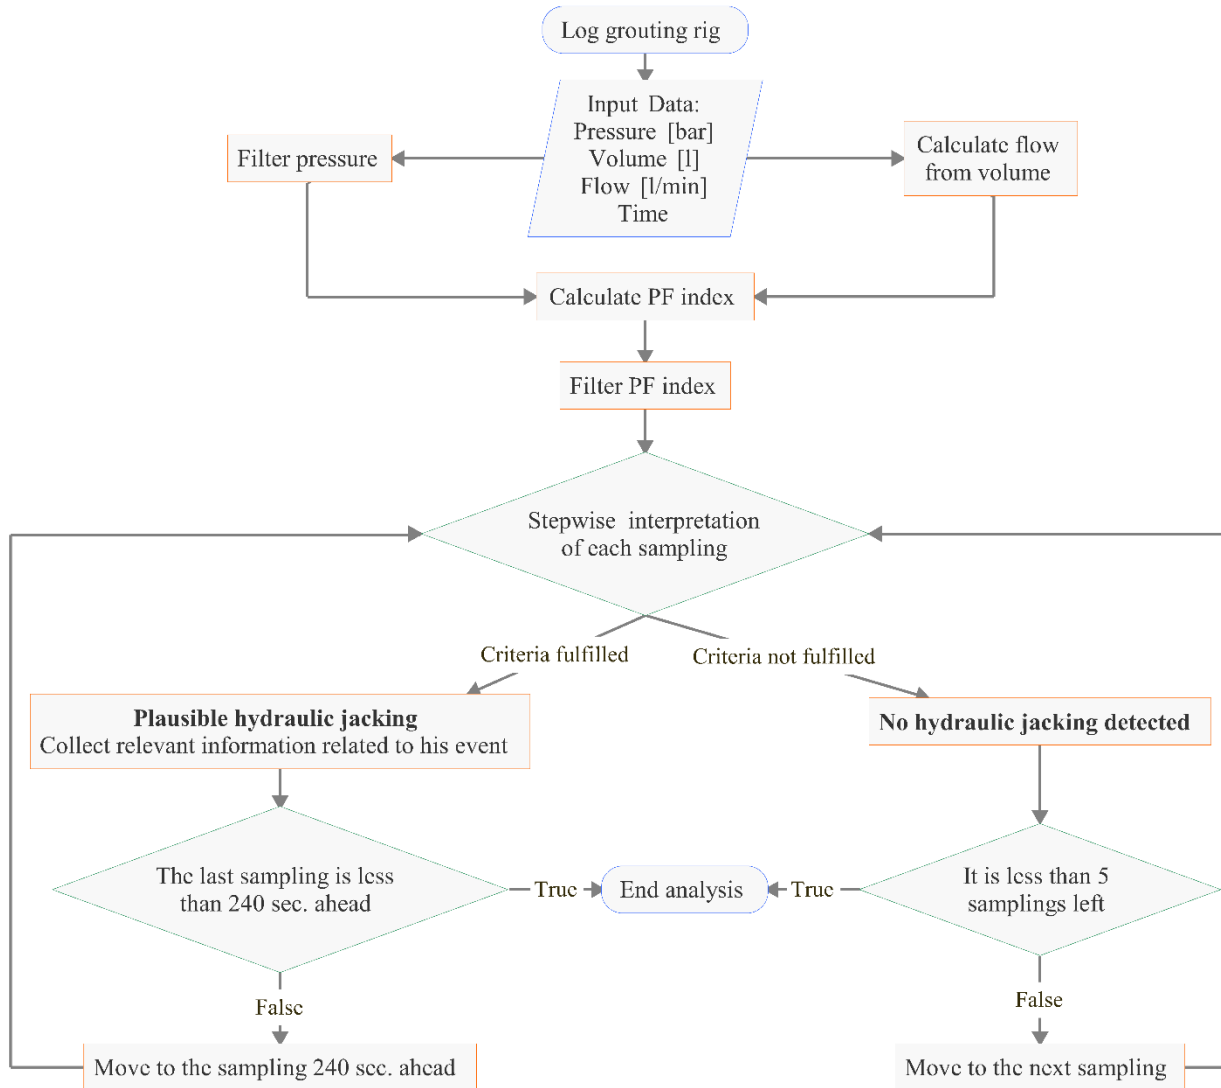 Log grouting rig
Input Data:
Pressure [bar]
Volume [l]
Flow [l/min]
Time
Filter pressure
Calculate flow
from volume
Calculate PF index
Filter PF index
Stepwise interpretation
of each sampling
Criteria fulfilled
Criteria not fulfilled
Plausible hydraulic jacking
Collect relevant information related to his event
No hydraulic jacking detected
The last sampling is less
than 240 sec. ahead
True
End analysis
True
It is less than 5
samplings left
False
False
Move to the sampling 240 sec. ahead
Move to the next sampling